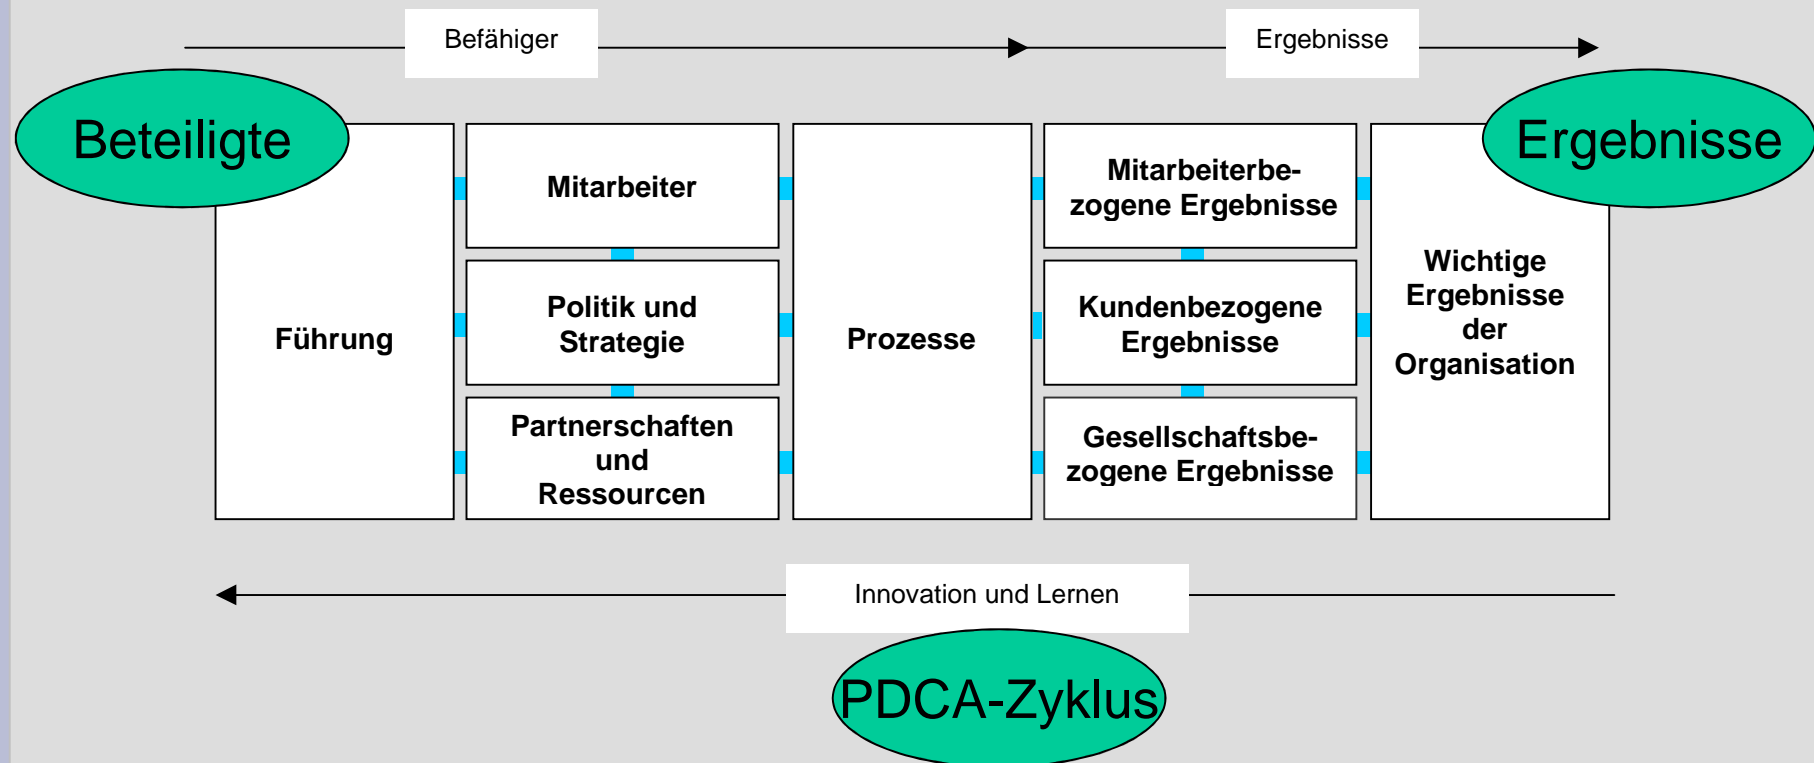 Befähiger
Ergebnisse
Beteiligte
Ergebnisse
Führung
Mitarbeiter
Politik und
Strategie
Partnerschaften
und
Ressourcen
Prozesse
Mitarbeiterbe-
zogene Ergebnisse
Kundenbezogene
Ergebnisse
Gesellschaftsbe-
zogene Ergebnisse
Wichtige
Ergebnisse
der
Organisation
Innovation und Lernen
PDCA-Zyklus